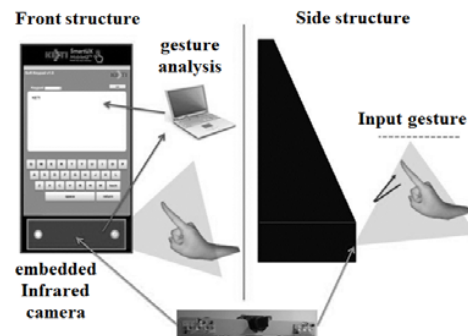 Front structure
Side structure
gesture
analysis
Input gesture
embedded
Infrared
camera